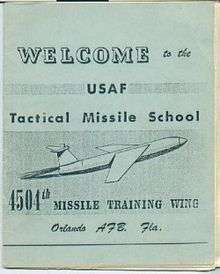 WELCOME to the
USAF
Tactical Missile School
4504th MISSILE TRAINING WING
Orlando AFB, Fla.